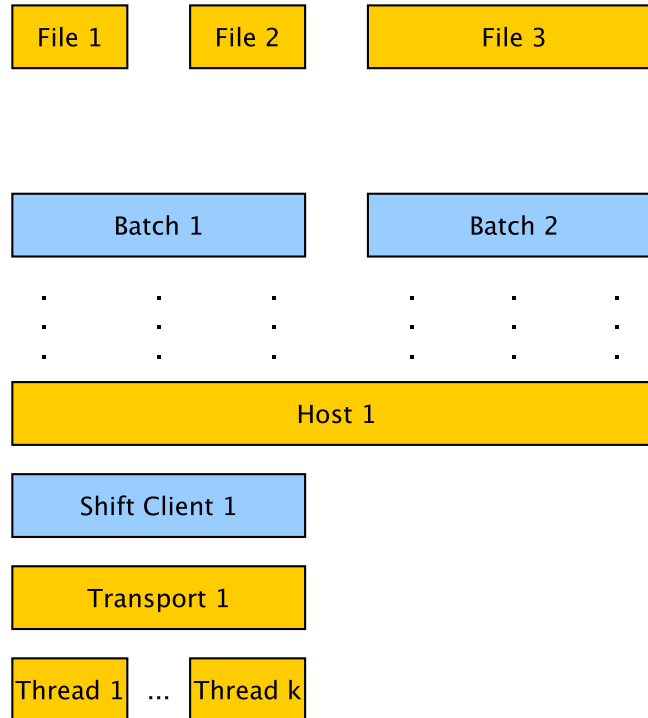 File 1 File 2 File 3
Batch 1 Batch 2
Host 1
Shift Client 1
Transport 1
Thread 1 ... Thread k